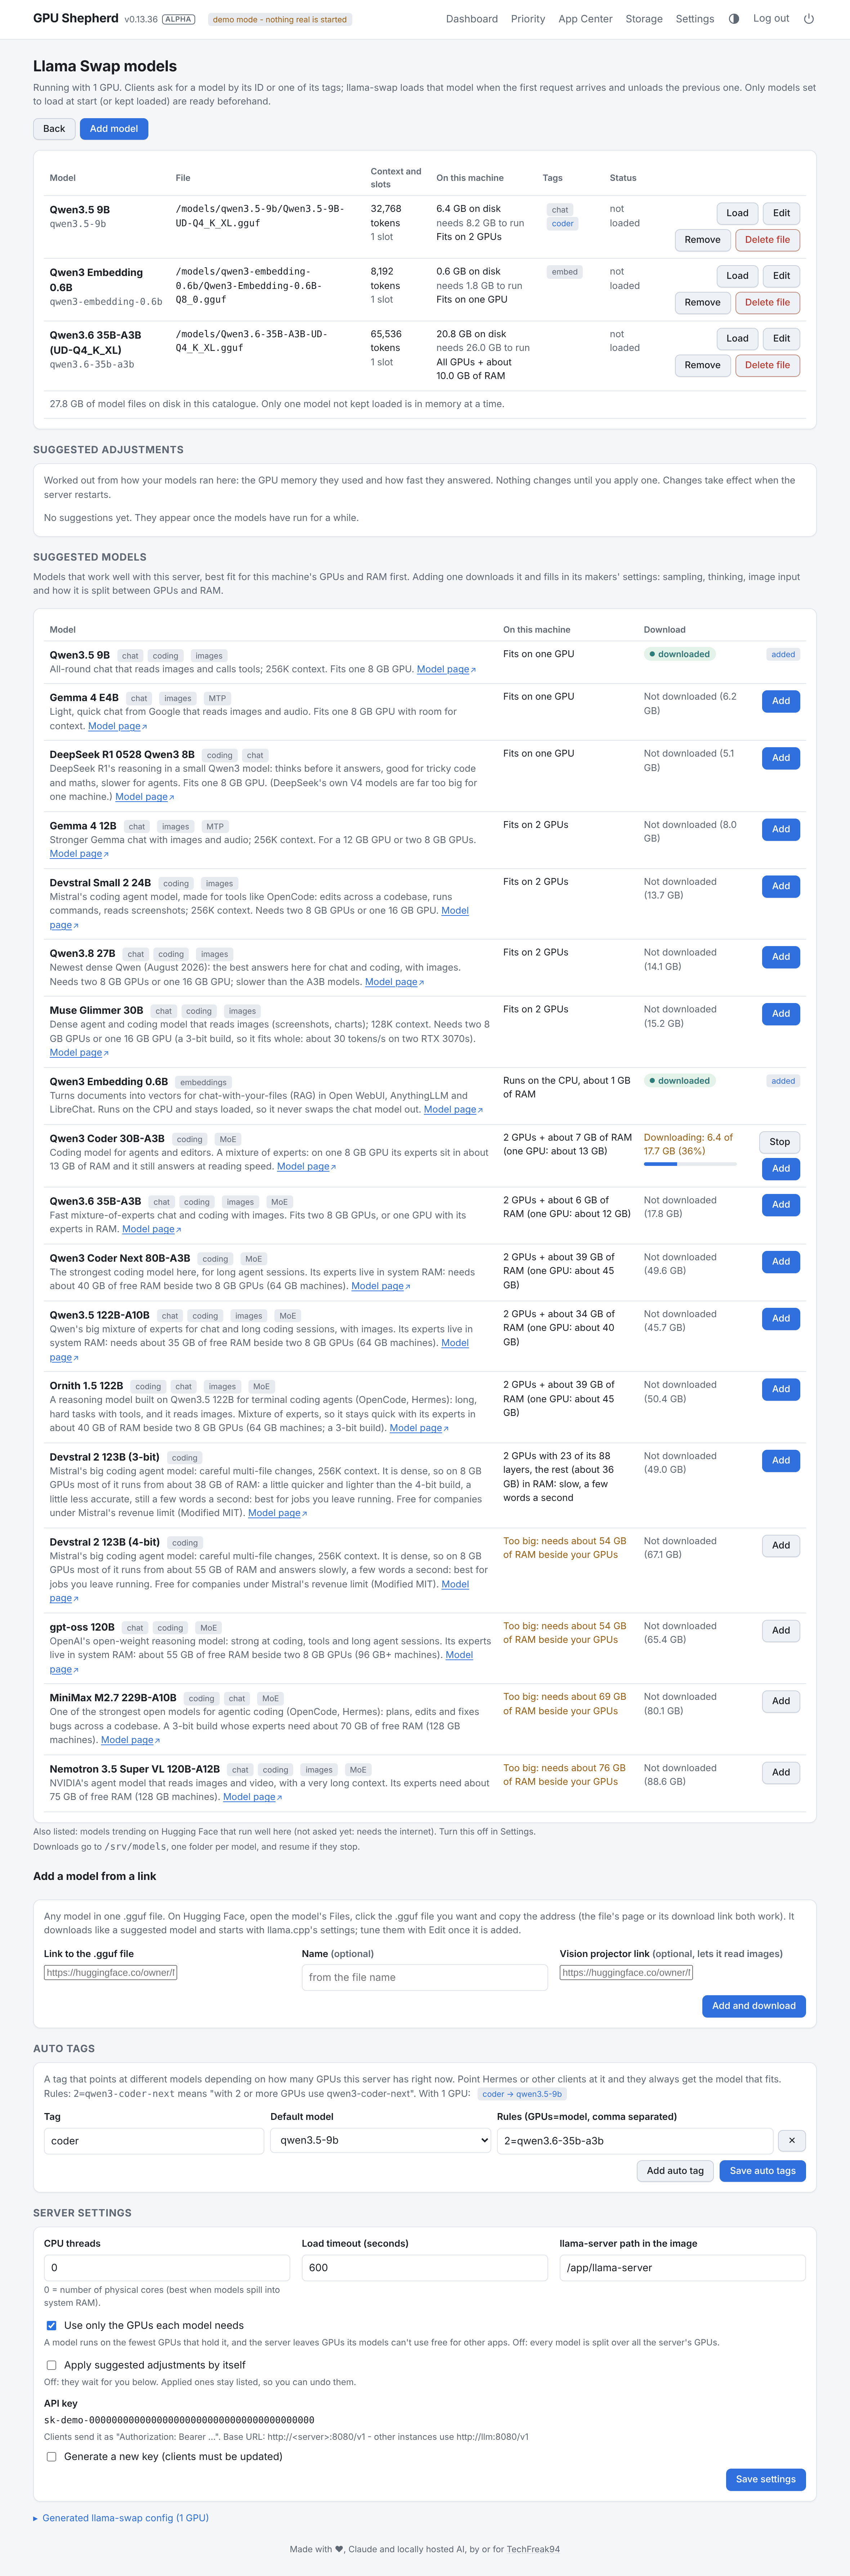 GPU Shepherd v0.13.36 ALPHA demo mode - nothing real is started Dashboard Priority App Center Storage Settings Log out
Llama Swap models
Running with 1 GPU. Clients ask for a model by its ID or one of its tags; llama-swap loads that model when the first request arrives and unloads the previous one. Only models set
to load at start (or kept loaded) are ready beforehand.
Back Add model
Model File Context and slots On this machine Tags Status
Qwen3.5 9B
qwen3.5-9b
/models/qwen3.5-9b/Qwen3.5-9B-
UD-Q4_K_XL.gguf
32,768
tokens
1 slot
6.4 GB on disk
needs 8.2 GB to run
Fits on 2 GPUs
chat
coder
not
loaded
Load Edit
Remove Delete file
Qwen3 Embedding
0.6B
qwen3-embedding-0.6b
/models/qwen3-embedding-
0.6b/Qwen3-Embedding-0.6B-
Q8_0.gguf
8,192
tokens
1 slot
0.6 GB on disk
needs 1.8 GB to run
Fits on one GPU
embed
not
loaded
Load Edit
Remove Delete file
Qwen3.6 35B-A3B
(UD-Q4_K_XL)
qwen3.6-35b-a3b
/models/Qwen3.6-35B-A3B-UD-
Q4_K_XL.gguf
65,536
tokens
1 slot
20.8 GB on disk
needs 26.0 GB to run
All GPUs + about
10.0 GB of RAM
not
loaded
Load Edit
Remove Delete file
27.8 GB of model files on disk in this catalogue. Only one model not kept loaded is in memory at a time.
SUGGESTED ADJUSTMENTS
Worked out from how your models ran here: the GPU memory they used and how fast they answered. Nothing changes until you apply one. Changes take effect when the
server restarts.
No suggestions yet. They appear once the models have run for a while.
SUGGESTED MODELS
Models that work well with this server, best fit for this machine's GPUs and RAM first. Adding one downloads it and fills in its makers' settings: sampling, thinking, image input
and how it is split between GPUs and RAM.
Model On this machine Download
Qwen3.5 9B chat coding images
All-round chat that reads images and calls tools; 256K context. Fits one 8 GB GPU. Model page↗
Fits on one GPU
downloaded
added
Gemma 4 E4B chat images MTP
Light, quick chat from Google that reads images and audio. Fits one 8 GB GPU with room for
context. Model page↗
Fits on one GPU
Not downloaded (6.2
GB)
Add
DeepSeek R1 0528 Qwen3 8B coding chat
DeepSeek R1's reasoning in a small Qwen3 model: thinks before it answers, good for tricky code
and maths, slower for agents. Fits one 8 GB GPU. (DeepSeek's own V4 models are far too big for
one machine.) Model page↗
Fits on one GPU
Not downloaded (5.1
GB)
Add
Gemma 4 12B chat images MTP
Stronger Gemma chat with images and audio; 256K context. For a 12 GB GPU or two 8 GB GPUs.
Model page↗
Fits on 2 GPUs
Not downloaded (8.0
GB)
Add
Devstral Small 2 24B coding images
Mistral's coding agent model, made for tools like OpenCode: edits across a codebase, runs
commands, reads screenshots; 256K context. Needs two 8 GB GPUs or one 16 GB GPU. Model
page↗
Fits on 2 GPUs
Not downloaded
(13.7 GB)
Add
Qwen3.8 27B chat coding images
Newest dense Qwen (August 2026): the best answers here for chat and coding, with images.
Needs two 8 GB GPUs or one 16 GB GPU; slower than the A3B models. Model page↗
Fits on 2 GPUs
Not downloaded
(14.1 GB)
Add
Muse Glimmer 30B chat coding images
Dense agent and coding model that reads images (screenshots, charts); 128K context. Needs two 8
GB GPUs or one 16 GB GPU (a 3-bit build, so it fits whole: about 30 tokens/s on two RTX 3070s).
Model page↗
Fits on 2 GPUs
Not downloaded
(15.2 GB)
Add
Qwen3 Embedding 0.6B embeddings
Turns documents into vectors for chat-with-your-files (RAG) in Open WebUI, AnythingLLM and
LibreChat. Runs on the CPU and stays loaded, so it never swaps the chat model out. Model page↗
Runs on the CPU, about 1 GB
of RAM
downloaded
added
Qwen3 Coder 30B-A3B coding MoE
Coding model for agents and editors. A mixture of experts: on one 8 GB GPU its experts sit in about
13 GB of RAM and it still answers at reading speed. Model page↗
2 GPUs + about 7 GB of RAM
(one GPU: about 13 GB)
Downloading: 6.4 of
17.7 GB (36%)
Stop
Add
Qwen3.6 35B-A3B chat coding images MoE
Fast mixture-of-experts chat and coding with images. Fits two 8 GB GPUs, or one GPU with its
experts in RAM. Model page↗
2 GPUs + about 6 GB of
RAM (one GPU: about 12 GB)
Not downloaded
(17.8 GB)
Add
Qwen3 Coder Next 80B-A3B coding MoE
The strongest coding model here, for long agent sessions. Its experts live in system RAM: needs
about 40 GB of free RAM beside two 8 GB GPUs (64 GB machines). Model page↗
2 GPUs + about 39 GB of
RAM (one GPU: about 45
GB)
Not downloaded
(49.6 GB)
Add
Qwen3.5 122B-A10B chat coding images MoE
Qwen's big mixture of experts for chat and long coding sessions, with images. Its experts live in
system RAM: needs about 35 GB of free RAM beside two 8 GB GPUs (64 GB machines). Model
page↗
2 GPUs + about 34 GB of
RAM (one GPU: about 40
GB)
Not downloaded
(45.7 GB)
Add
Ornith 1.5 122B coding chat images MoE
A reasoning model built on Qwen3.5 122B for terminal coding agents (OpenCode, Hermes): long,
hard tasks with tools, and it reads images. Mixture of experts, so it stays quick with its experts in
about 40 GB of RAM beside two 8 GB GPUs (64 GB machines; a 3-bit build). Model page↗
2 GPUs + about 39 GB of
RAM (one GPU: about 45
GB)
Not downloaded
(50.4 GB)
Add
Devstral 2 123B (3-bit) coding
Mistral's big coding agent model: careful multi-file changes, 256K context. It is dense, so on 8 GB
GPUs most of it runs from about 38 GB of RAM: a little quicker and lighter than the 4-bit build, a
little less accurate, still a few words a second: best for jobs you leave running. Free for companies
under Mistral's revenue limit (Modified MIT). Model page↗
2 GPUs with 23 of its 88
layers, the rest (about 36
GB) in RAM: slow, a few
words a second
Not downloaded
(49.0 GB)
Add
Devstral 2 123B (4-bit) coding
Mistral's big coding agent model: careful multi-file changes, 256K context. It is dense, so on 8 GB
GPUs most of it runs from about 55 GB of RAM and answers slowly, a few words a second: best for
jobs you leave running. Free for companies under Mistral's revenue limit (Modified MIT). Model
page↗
Too big: needs about 54 GB
of RAM beside your GPUs
Not downloaded
(67.1 GB)
Add
gpt-oss 120B chat coding MoE
OpenAI's open-weight reasoning model: strong at coding, tools and long agent sessions. Its experts
live in system RAM: about 55 GB of free RAM beside two 8 GB GPUs (96 GB+ machines). Model
page↗
Too big: needs about 54 GB
of RAM beside your GPUs
Not downloaded
(65.4 GB)
Add
MiniMax M2.7 229B-A10B coding chat MoE
One of the strongest open models for agentic coding (OpenCode, Hermes): plans, edits and fixes
bugs across a codebase. A 3-bit build whose experts need about 70 GB of free RAM (128 GB
machines). Model page↗
Too big: needs about 69 GB
of RAM beside your GPUs
Not downloaded
(80.1 GB)
Add
Nemotron 3.5 Super VL 120B-A12B chat coding images MoE
NVIDIA's agent model that reads images and video, with a very long context. Its experts need about
75 GB of free RAM (128 GB machines). Model page↗
Too big: needs about 76 GB
of RAM beside your GPUs
Not downloaded
(88.6 GB)
Add
Also listed: models trending on Hugging Face that run well here (not asked yet: needs the internet). Turn this off in Settings.
Downloads go to /srv/models, one folder per model, and resume if they stop.
Add a model from a link
Any model in one .gguf file. On Hugging Face, open the model's Files, click the .gguf file you want and copy the address (the file's page or its download link both work). It
downloads like a suggested model and starts with llama.cpp's settings; tune them with Edit once it is added.
Link to the .gguf file Name (optional) Vision projector link (optional, lets it read images)
https://huggingface.co/owner/f from the file name https://huggingface.co/owner/f
Add and download
AUTO TAGS
A tag that points at different models depending on how many GPUs this server has right now. Point Hermes or other clients at it and they always get the model that fits.
Rules: 2=qwen3-coder-next means "with 2 or more GPUs use qwen3-coder-next". With 1 GPU: coder → qwen3.5-9b
Tag Default model Rules (GPUs=model, comma separated)
coder qwen3.5-9b 2=qwen3.6-35b-a3b ✕
Add auto tag Save auto tags
SERVER SETTINGS
CPU threads Load timeout (seconds) llama-server path in the image
0 600 /app/llama-server
0 = number of physical cores (best when models spill into
system RAM).
Use only the GPUs each model needs
A model runs on the fewest GPUs that hold it, and the server leaves GPUs its models can't use free for other apps. Off: every model is split over all the server's GPUs.
Apply suggested adjustments by itself
Off: they wait for you below. Applied ones stay listed, so you can undo them.
API key
sk-demo-00000000000000000000000000000000000000000
Clients send it as "Authorization: Bearer ...". Base URL: http://<server>:8080/v1 - other instances use http://llm:8080/v1
Generate a new key (clients must be updated)
Save settings
▸ Generated llama-swap config (1 GPU)
Made with ♥, Claude and locally hosted AI, by or for TechFreak94